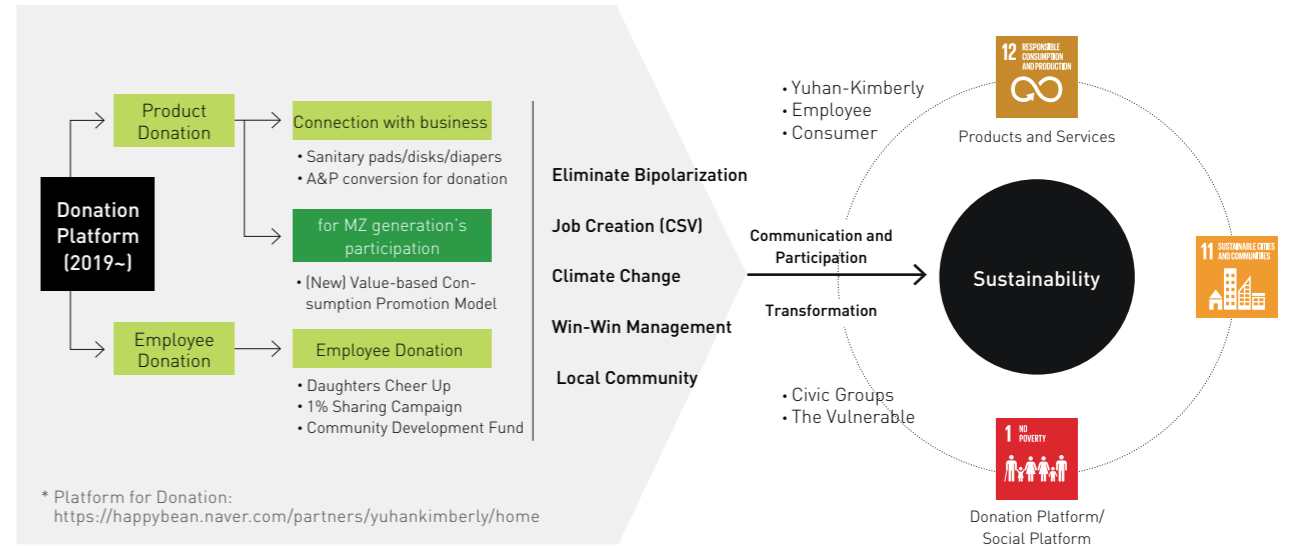 Donation
Platform
(2019~)
Product
Donation
Connection with business
• Sanitary pads/disks/diapers
• A&P conversion for donation
for MZ generation's
participation
• (New) Value-based Con-
sumption Promotion Model
Employee
Donation
Employee Donation
• Daughters Cheer Up
• 1% Sharing Campaign
• Community Development Fund
* Platform for Donation:
https://happybean.naver.com/partners/yuhankimberly/home
Eliminate Bipolarization
Job Creation (CSV)
Climate Change
Win-Win Management
Local Community
Communication and
Participation
Transformation
• Yuhan-Kimberly
• Employee
• Consumer
• Civic Groups
• The Vulnerable
Sustainability
12 RESPONSIBLE
CONSUMPTION
AND PRODUCTION
Products and Services
11 SUSTAINABLE CITIES
AND COMMUNITIES
1 NO
POVERTY
Donation Platform/
Social Platform